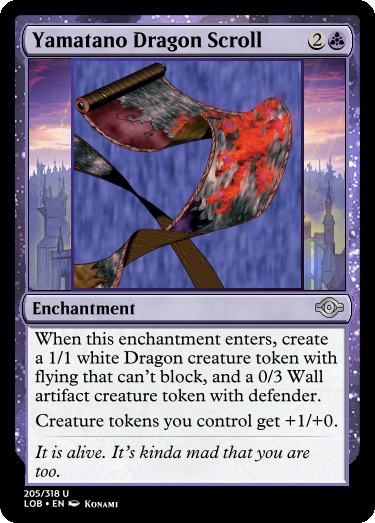 Yamatano Dragon Scroll 2
Enchantment
When this enchantment enters, create
a 1/1 white Dragon creature token with
flying that can't block, and a 0/3 Wall
artifact creature token with defender.
Creature tokens you control get +1/+0.
It is alive. It's kinda mad that you are
too.
205/318 U
LOB • EN Konami